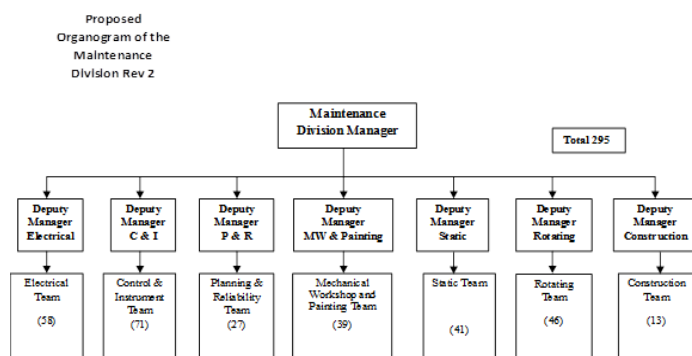 Proposed
Organogram of the
Maintenance
Division Rev 2
Maintenance
Division Manager
Total 295
Deputy
Manager
Electrical
Deputy
Manager
C & I
Deputy
Manager
P & R
Deputy
Manager
MW & Painting
Deputy
Manager
Static
Deputy
Manager
Rotating
Deputy
Manager
Construction
Electrical
Team
(58)
Control &
Instrument
Team
(71)
Planning &
Reliability
Team
(27)
Mechanical
Workshop and
Painting Team
(39)
Static Team
(41)
Rotating
Team
(46)
Construction
Team
(13)